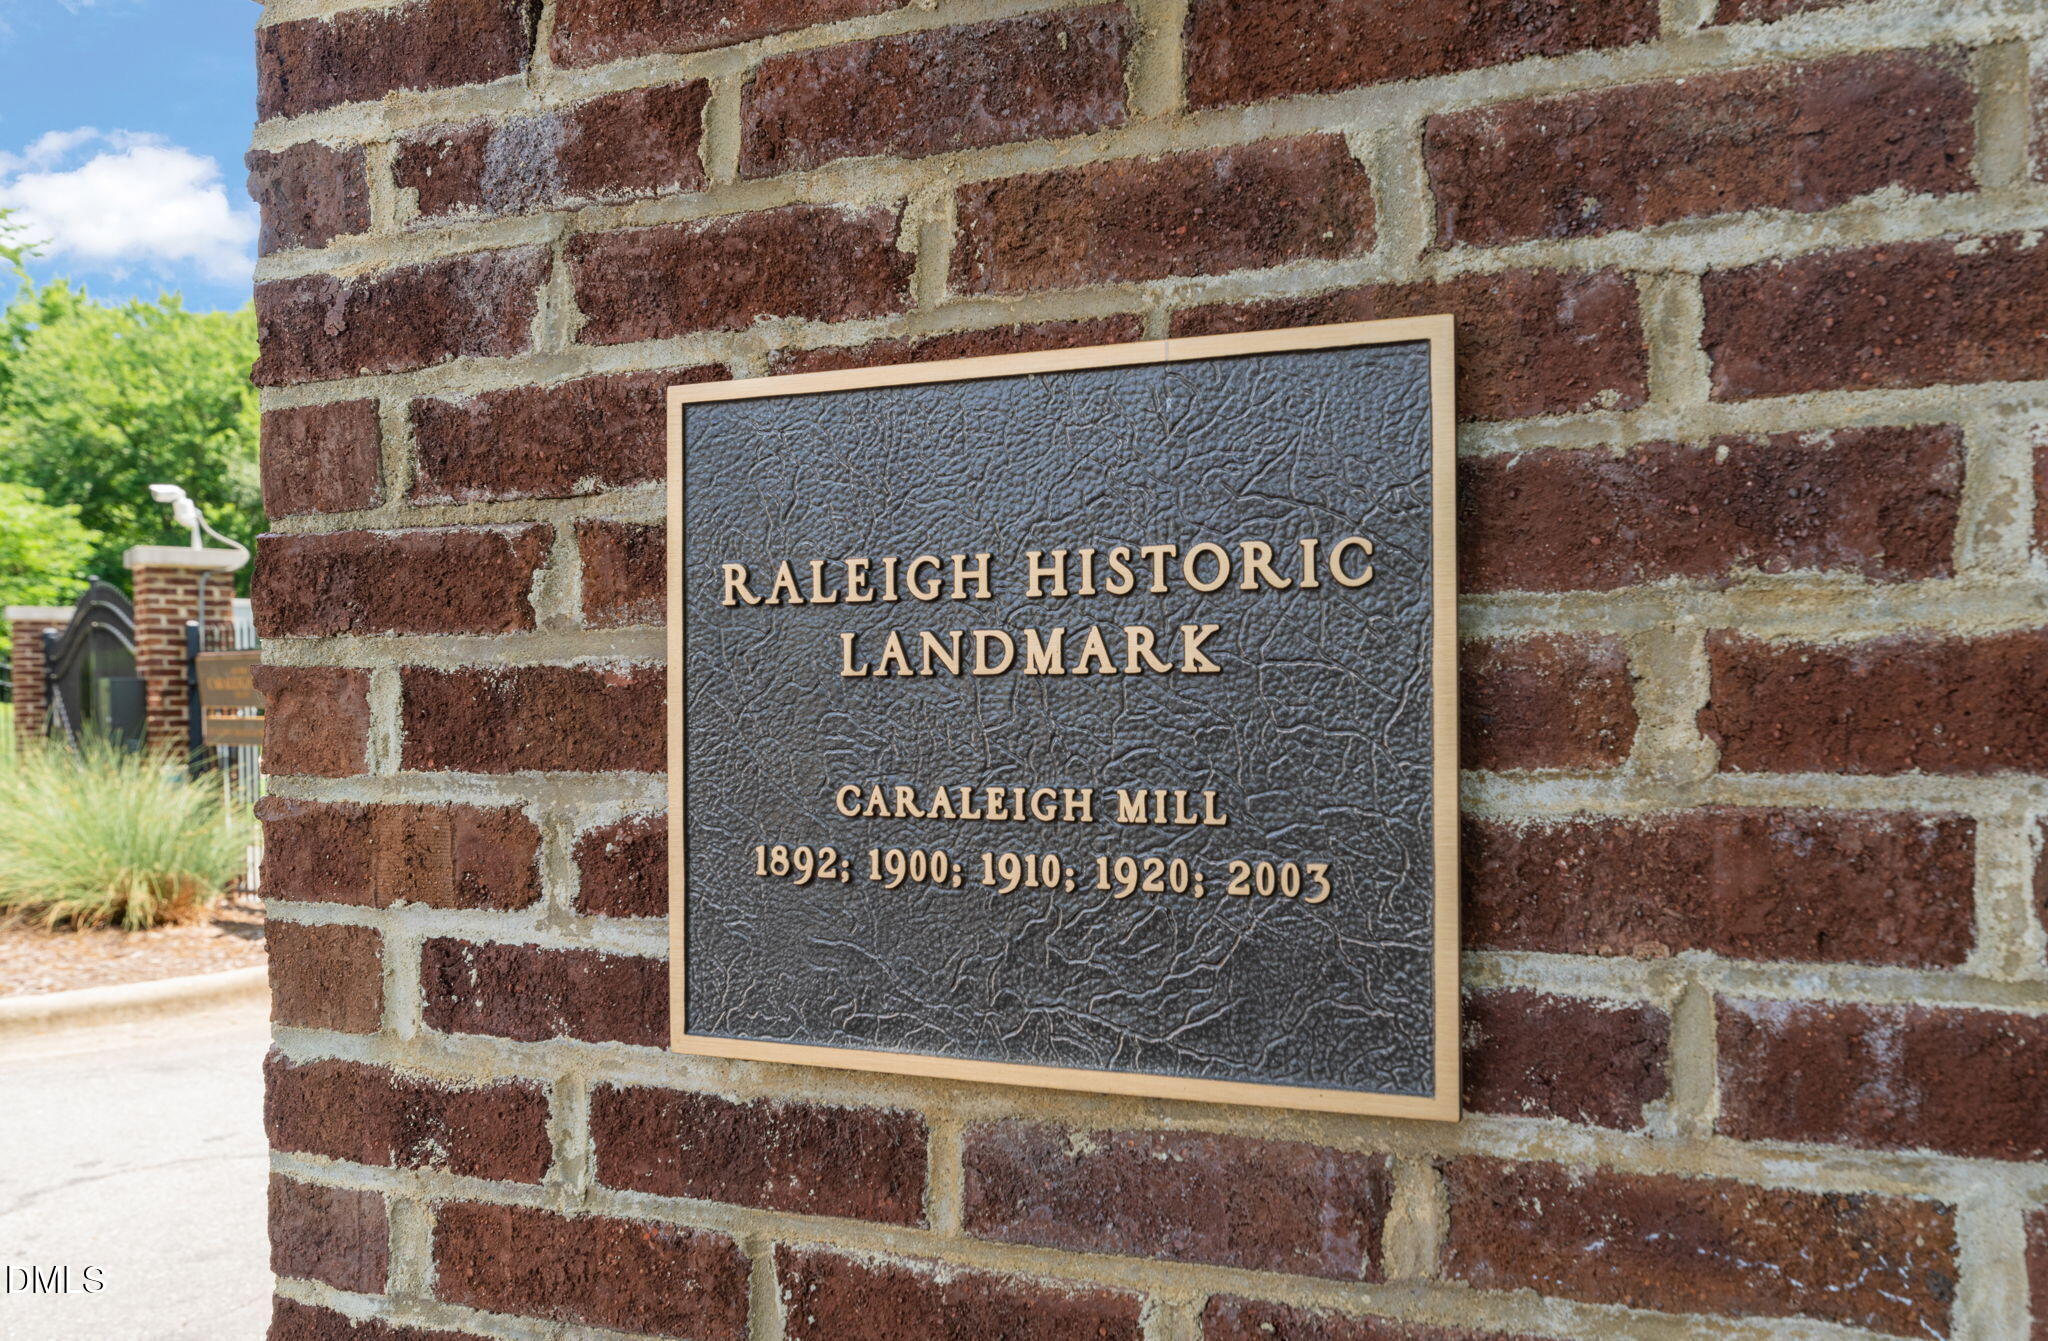 RALEIGH HISTORIC
LANDMARK
CARALEIGH MILL
1892; 1900; 1910; 1920; 2003
DMLS